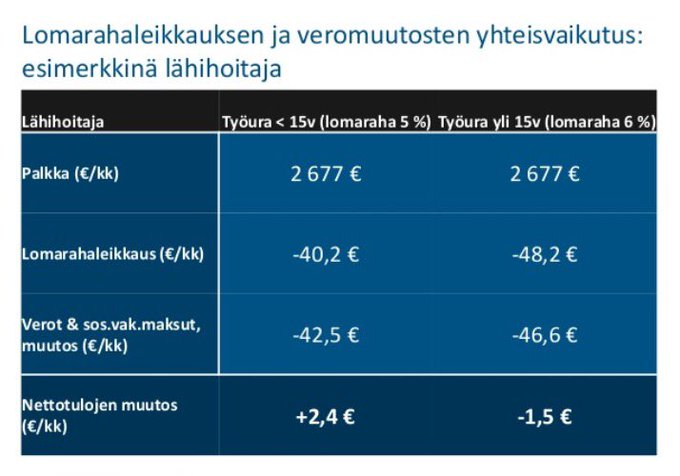 Lomarahaleikkauksen ja veromuutosten yhteisvaikutus:
esimerkkinä lähihoitaja
Lähihoitaja Työura < 15v (lomaraha 5 %) Työura yli 15v (lomaraha 6 %)
Palkka (€/kk) 2 677 € 2 677 €
Lomarahaleikkaus (€/kk) -40,2 € -48,2 €
Verot & sos.vak.maksut,
muutos (€/kk) -42,5 € -46,6 €
Nettotulojen muutos
(€/kk) +2,4 € -1,5 €